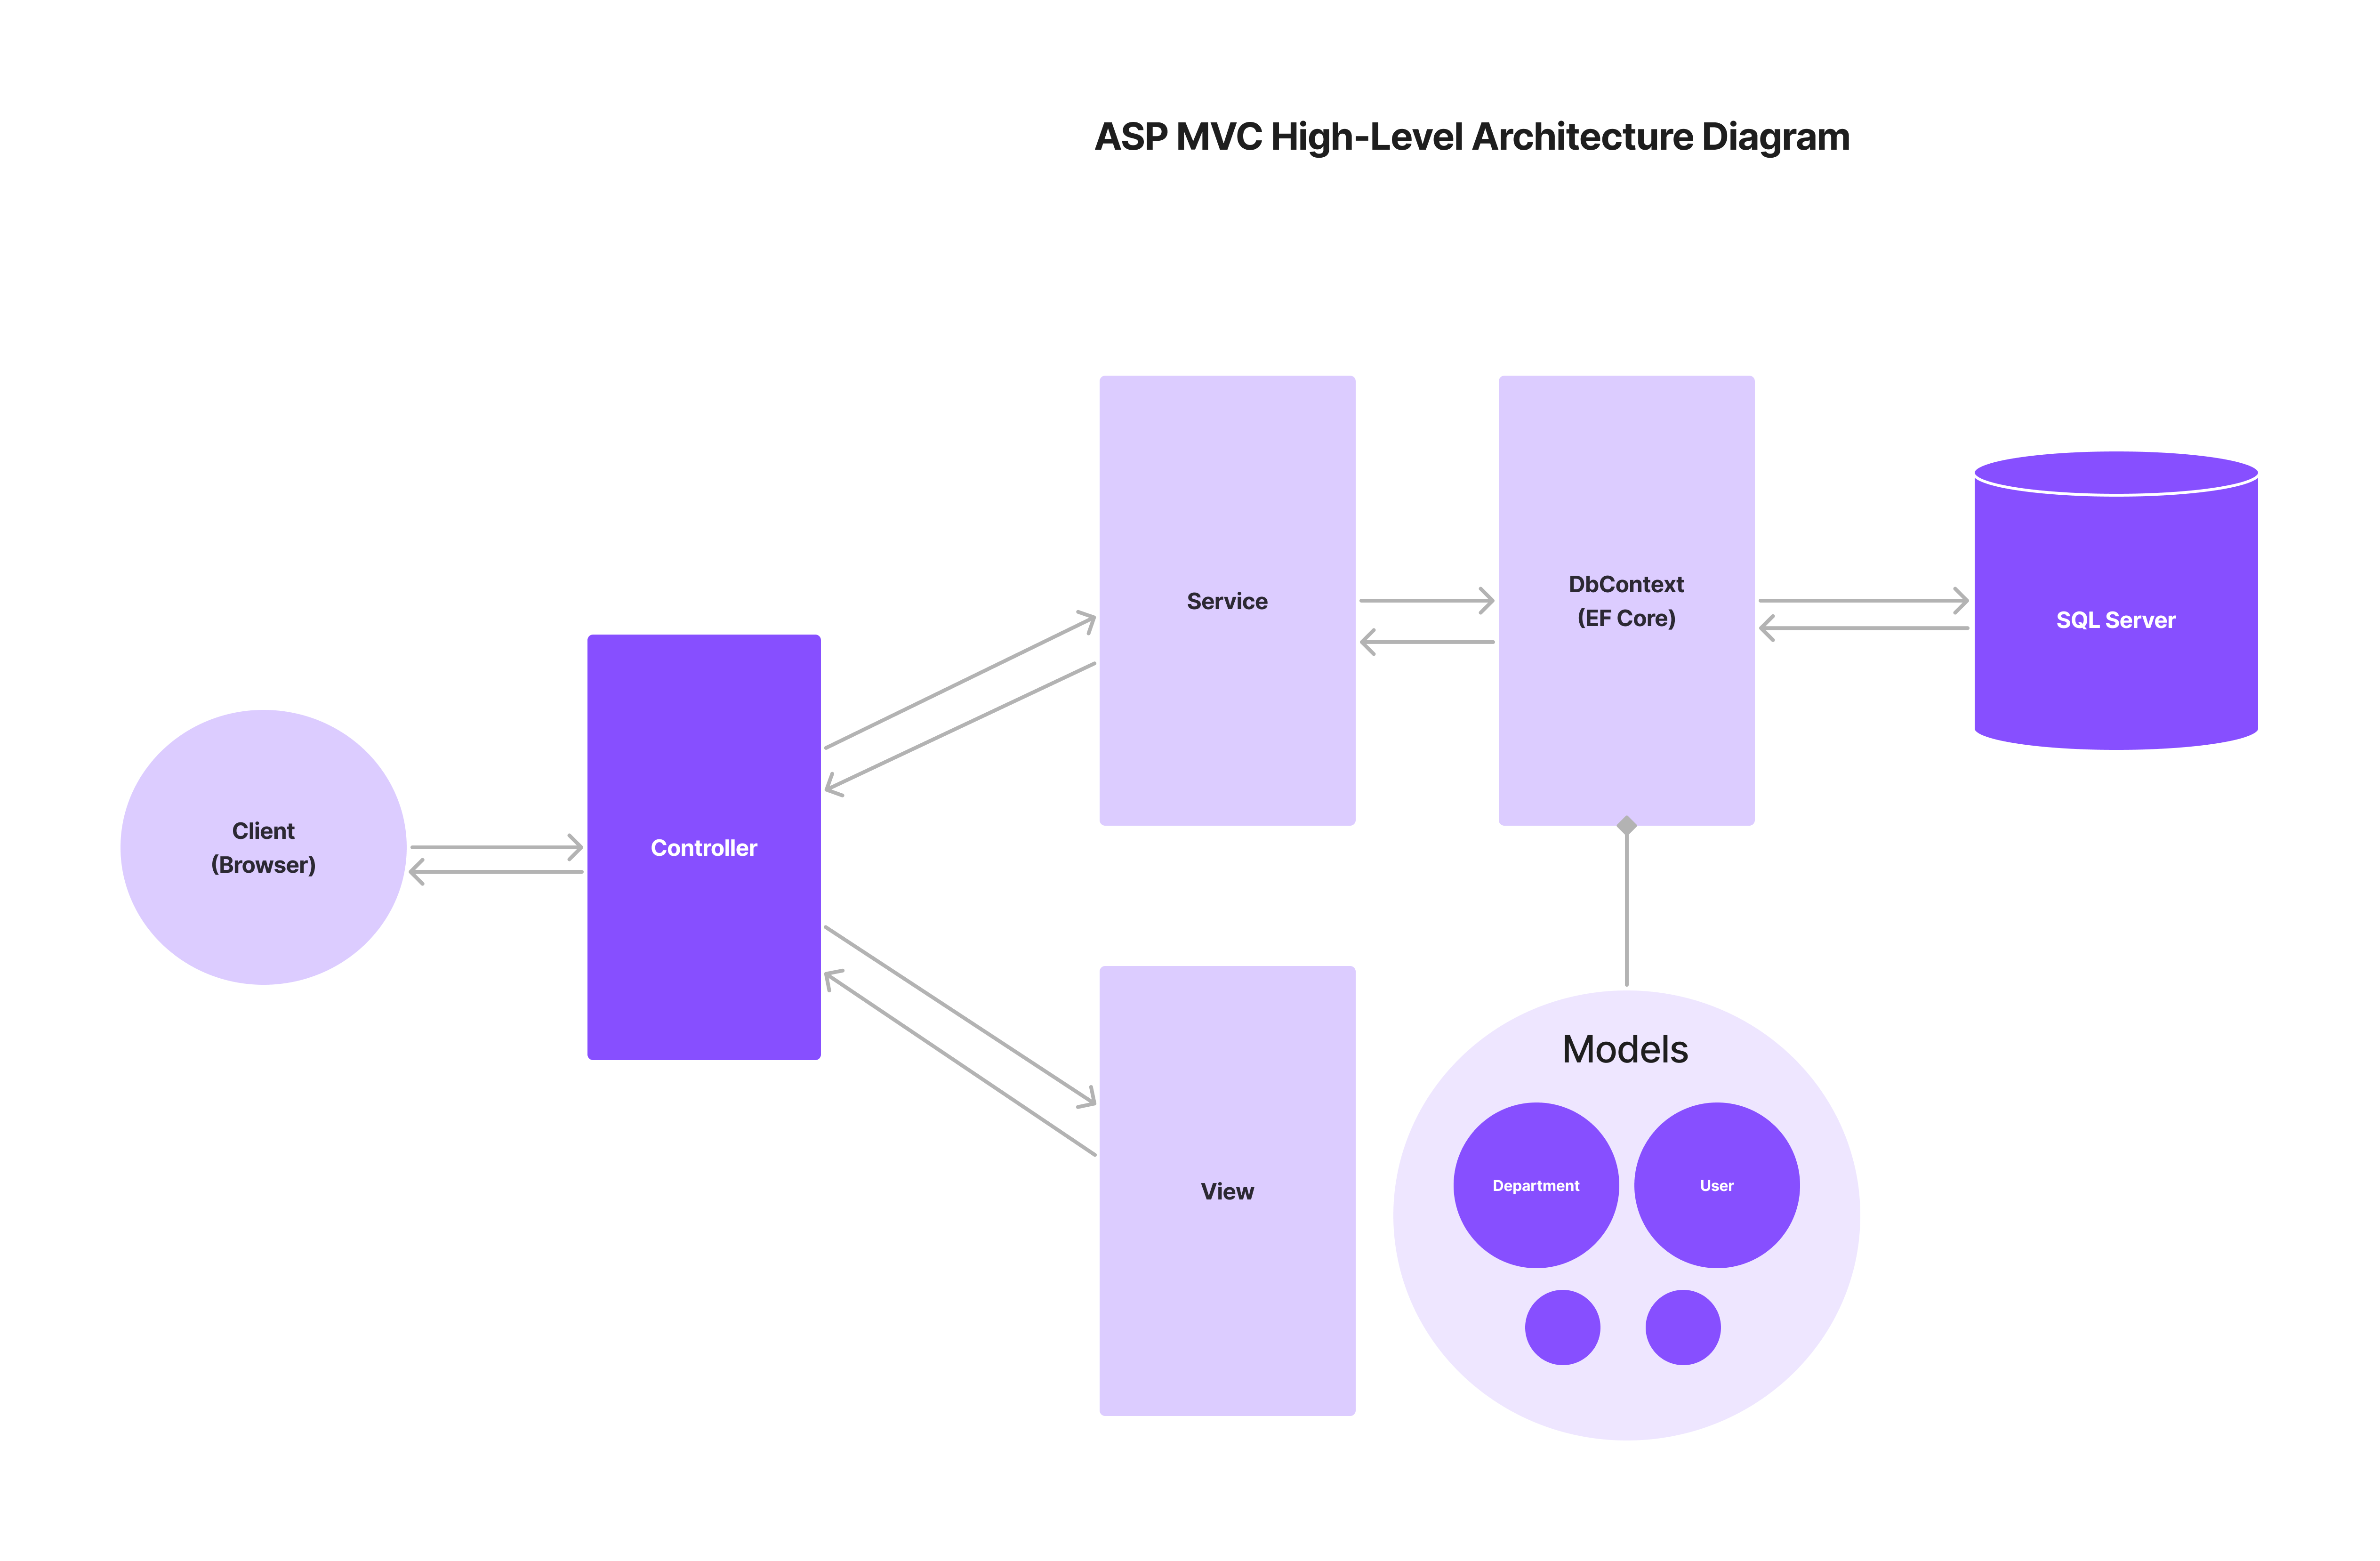 ASP MVC High-Level Architecture Diagram
Client
(Browser)
Controller
Service
DbContext
(EF Core)
SQL Server
View
Models
Department
User